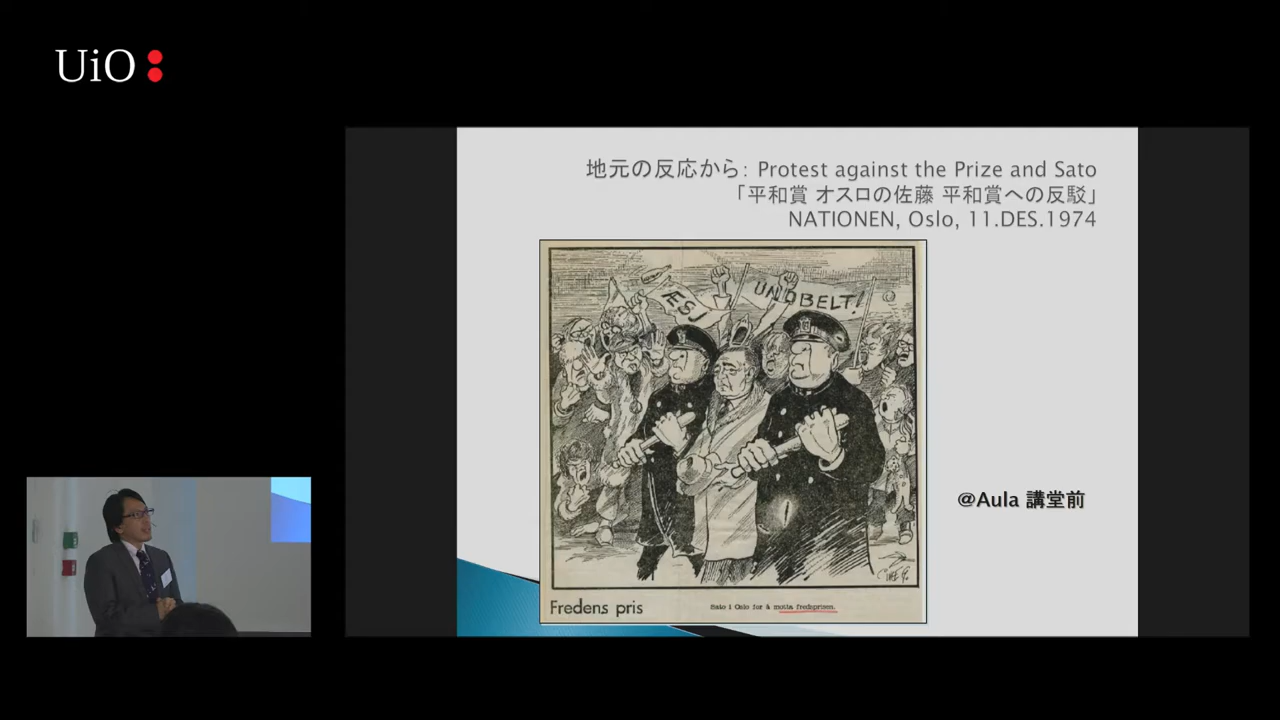 UiO:
地元の反応から: Protest against the Prize and Sato
「平和賞 オスロの佐藤 平和賞への反駁」
NATIONEN, Oslo, 11.DES.1974
ÆSJ
UNDBELT!
@Aula 講堂前
Fredens pris
Sato i Oslo for å motta fredsprisen.